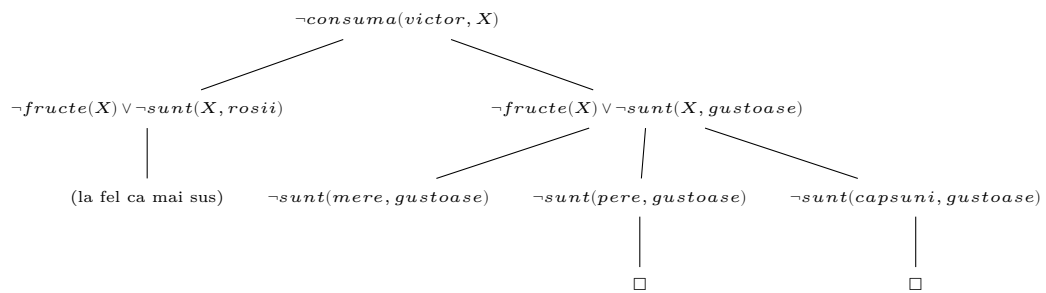 ¬consuma(victor, X)
¬fructe(X) ∨ ¬sunt(X, rosii) ¬fructe(X) ∨ ¬sunt(X, gustoase)
(la fel ca mai sus) ¬sunt(mere, gustoase) ¬sunt(pere, gustoase) ¬sunt(capsuni, gustoase)
□ □